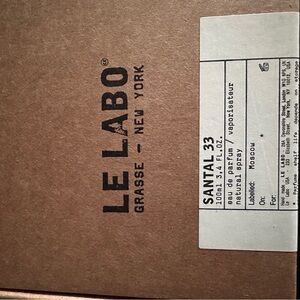 LE LABO®
GRASSE – NEW YORK
SANTAL 33
100ml 3.4 FL.OZ.
eau de parfum / vaporisateur
natural spray
Labelled: Moscow *
On:
For: